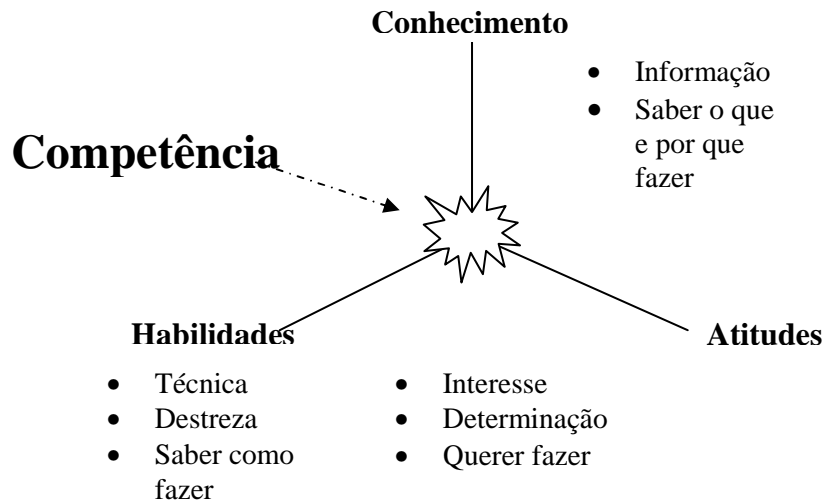 Conhecimento
• Informação
• Saber o que
e por que
fazer
Competência
Habilidades
• Técnica
• Destreza
• Saber como
fazer
Atitudes
• Interesse
• Determinação
• Querer fazer